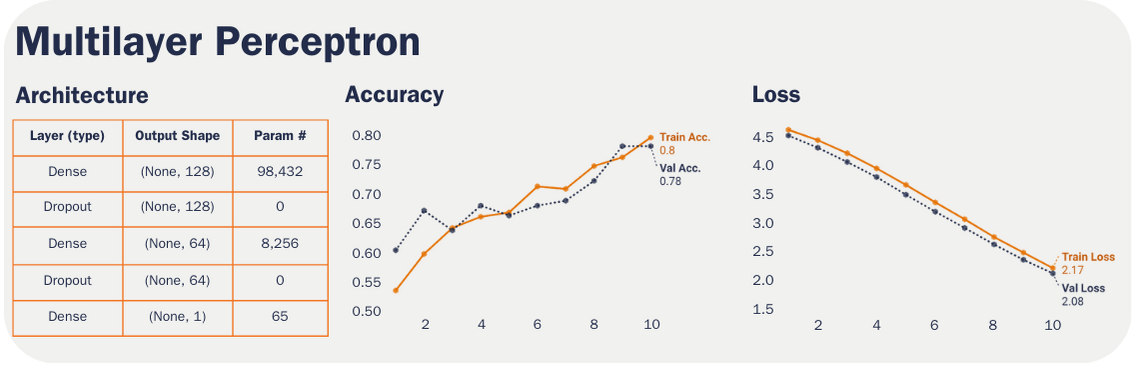 Multilayer Perceptron
Architecture
Layer (type) Output Shape Param #
Dense (None, 128) 98,432
Dropout (None, 128) 0
Dense (None, 64) 8,256
Dropout (None, 64) 0
Dense (None, 1) 65
Accuracy
0.80
0.75
0.70
0.65
0.60
0.55
0.50
2 4 6 8 10
Train Acc.
0.8
Val Acc.
0.78
Loss
4.5
4.0
3.5
3.0
2.5
2.0
1.5
2 4 6 8 10
Train Loss
2.17
Val Loss
2.08